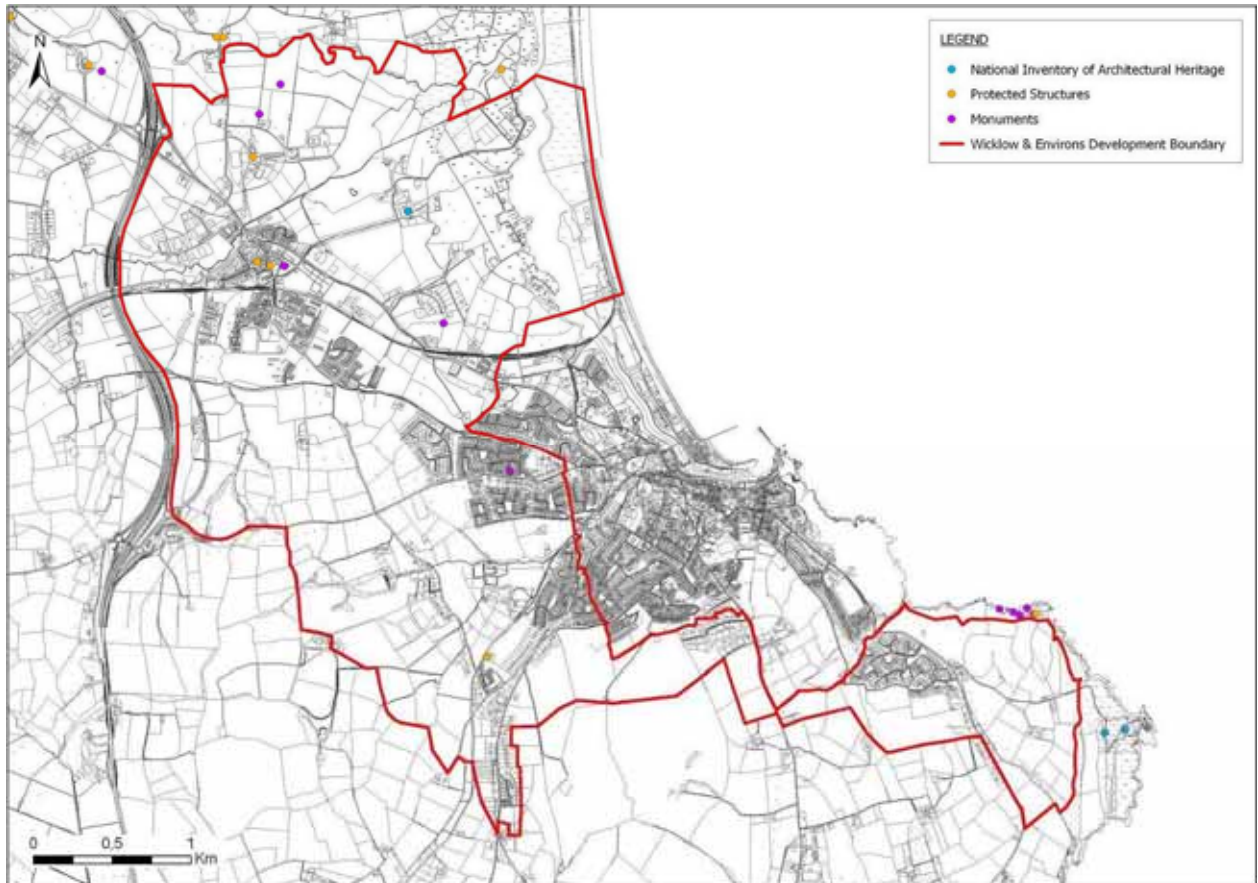 N
LEGEND
National Inventory of Architectural Heritage
Protected Structures
Monuments
Wicklow & Environs Development Boundary
0 0,5 1
Km